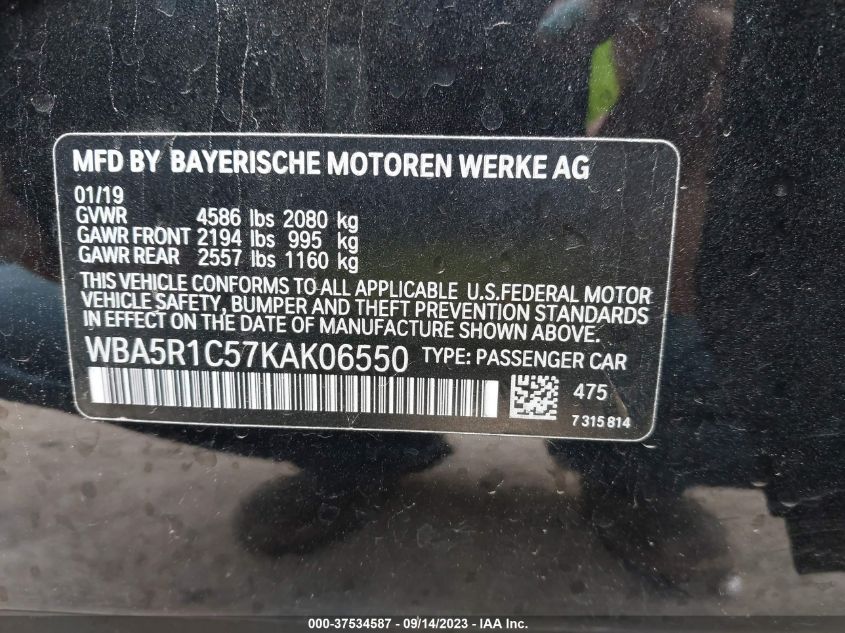 MFD BY BAYERISCHE MOTOREN WERKE AG
01/19
GVWR 4586 lbs 2080 kg
GAWR FRONT 2194 lbs 995 kg
GAWR REAR 2557 lbs 1160 kg
THIS VEHICLE CONFORMS TO ALL APPLICABLE U.S.FEDERAL MOTOR
VEHICLE SAFETY, BUMPER AND THEFT PREVENTION STANDARDS
IN EFFECT ON THE DATE OF MANUFACTURE SHOWN ABOVE.
WBA5R1C57KAK06550 TYPE: PASSENGER CAR
475
7 315 814
000-37534587 - 09/14/2023 - IAA Inc.